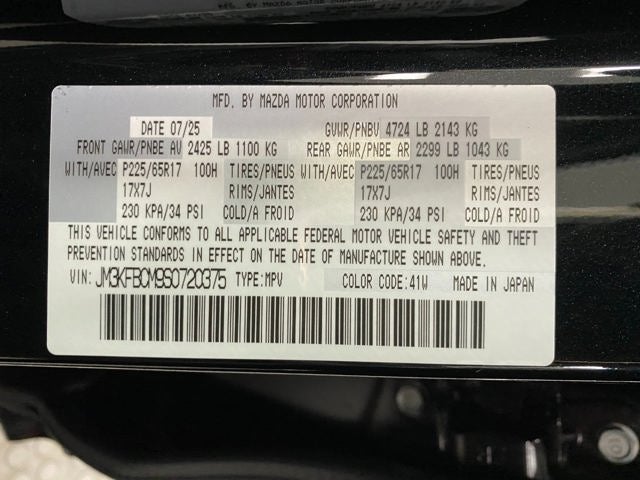 MFD. BY MAZDA MOTOR CORPORATION
DATE 07/25 GVWR/PNBV 4724 LB 2143 KG
FRONT GAWR/PNBE AV 2425 LB 1100 KG REAR GAWR/PNBE AR 2299 LB 1043 KG
WITH/AVEC P225/65R17 100H TIRES/PNEUS WITH/AVEC P225/65R17 100H TIRES/PNEUS
17X7J RIMS/JANTES 17X7J RIMS/JANTES
230 KPA/34 PSI COLD/A FROID 230 KPA/34 PSI COLD/A FROID
THIS VEHICLE CONFORMS TO ALL APPLICABLE FEDERAL MOTOR VEHICLE SAFETY AND THEFT
PREVENTION STANDARDS IN EFFECT ON THE DATE OF MANUFACTURE SHOWN ABOVE.
VIN: JM3KFBCM9S0720375 TYPE:MPV COLOR CODE:41W MADE IN JAPAN